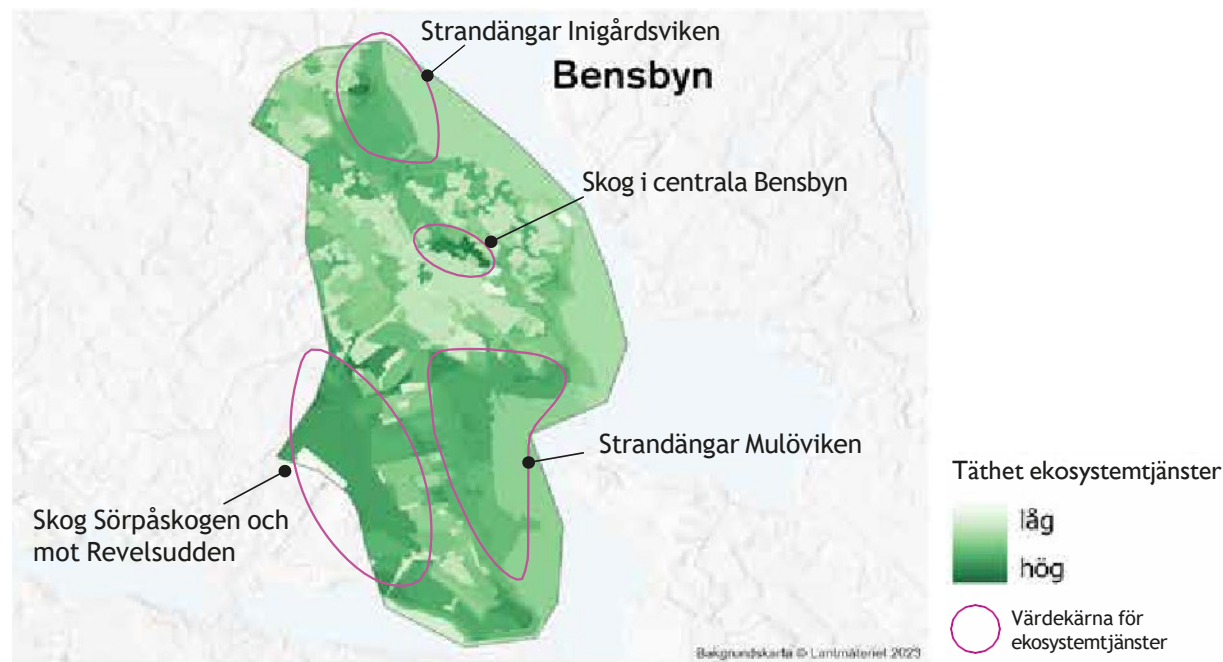 Strandängar Inigårdsviken
Bensbyn
Skog i centrala Bensbyn
Strandängar Mulöviken
Skog Sörpåskogen och
mot Revelsudden
Täthet ekosystemtjänster
låg
hög
Värdekärna för
ekosystemtjänster
Bakgrundskarta © Lantmäteriet 2023